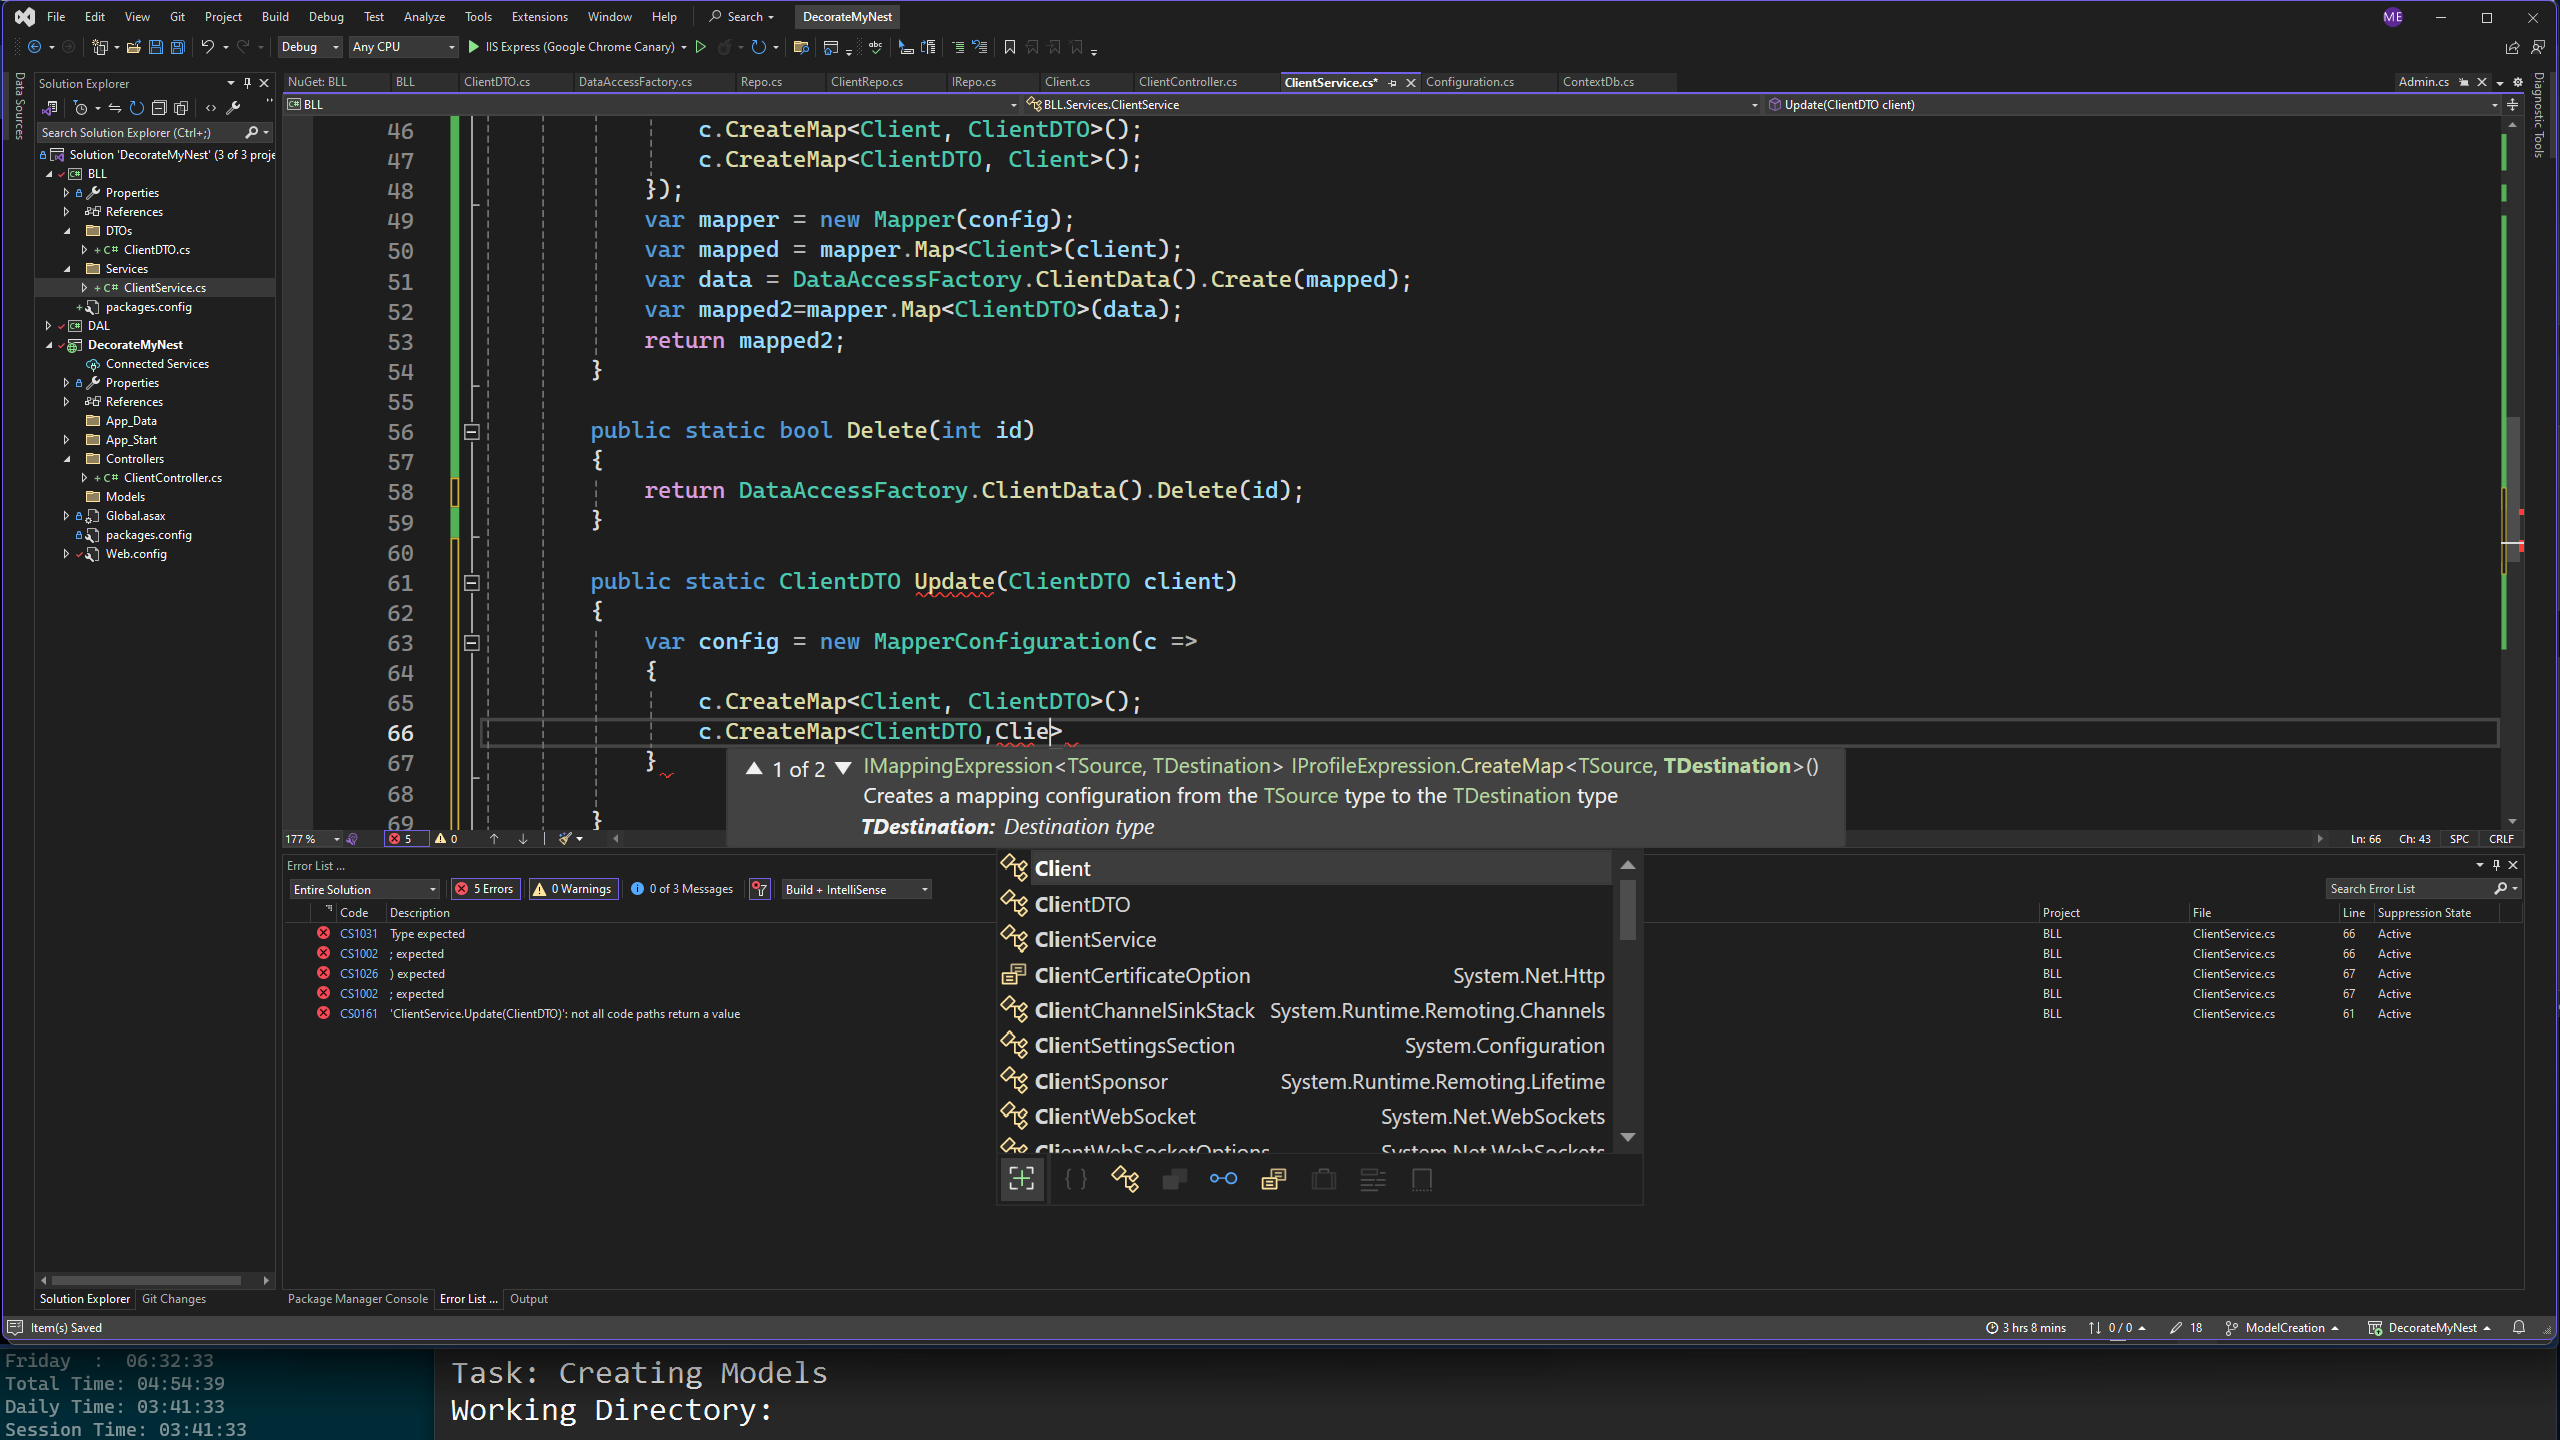 File Edit View Git Project Build Debug Test Analyze Tools Extensions Window Help Search DecorateMyNest ME
Debug Any CPU IIS Express (Google Chrome Canary)
Data Sources
Solution Explorer
Search Solution Explorer (Ctrl+;)
Solution 'DecorateMyNest' (3 of 3 proje
BLL
Properties
References
DTOs
C# ClientDTO.cs
Services
C# ClientService.cs
packages.config
DAL
DecorateMyNest
Connected Services
Properties
References
App_Data
App_Start
Controllers
C# ClientController.cs
Models
Global.asax
packages.config
Web.config
Solution Explorer Git Changes
NuGet: BLL BLL ClientDTO.cs DataAccessFactory.cs Repo.cs ClientRepo.cs IRepo.cs Client.cs ClientController.cs ClientService.cs* Configuration.cs ContextDb.cs Admin.cs
BLL BLL.Services.ClientService Update(ClientDTO client)
Diagnostic Tools
46 c.CreateMap<Client, ClientDTO>();
47 c.CreateMap<ClientDTO, Client>();
48 });
49 var mapper = new Mapper(config);
50 var mapped = mapper.Map<Client>(client);
51 var data = DataAccessFactory.ClientData().Create(mapped);
52 var mapped2=mapper.Map<ClientDTO>(data);
53 return mapped2;
54 }
55
56 public static bool Delete(int id)
57 {
58 return DataAccessFactory.ClientData().Delete(id);
59 }
60
61 public static ClientDTO Update(ClientDTO client)
62 {
63 var config = new MapperConfiguration(c =>
64 {
65 c.CreateMap<Client, ClientDTO>();
66 c.CreateMap<ClientDTO,Clie>
67 }
68
69 }
1 of 2 IMappingExpression<TSource, TDestination> IProfileExpression.CreateMap<TSource, TDestination>()
Creates a mapping configuration from the TSource type to the TDestination type
TDestination: Destination type
177 % 5 0 Ln: 66 Ch: 43 SPC CRLF
Client
ClientDTO
ClientService
ClientCertificateOption System.Net.Http
ClientChannelSinkStack System.Runtime.Remoting.Channels
ClientSettingsSection System.Configuration
ClientSponsor System.Runtime.Remoting.Lifetime
ClientWebSocket System.Net.WebSockets
ClientWebSocketOptions System.Net.WebSockets
Error List ...
Entire Solution 5 Errors 0 Warnings 0 of 3 Messages Build + IntelliSense Search Error List
Code Description Project File Line Suppression State
CS1031 Type expected BLL ClientService.cs 66 Active
CS1002 ; expected BLL ClientService.cs 66 Active
CS1026 ) expected BLL ClientService.cs 67 Active
CS1002 ; expected BLL ClientService.cs 67 Active
CS0161 'ClientService.Update(ClientDTO)': not all code paths return a value BLL ClientService.cs 61 Active
Package Manager Console Error List ... Output
Item(s) Saved 3 hrs 8 mins 0 / 0 18 ModelCreation DecorateMyNest
Friday : 06:32:33
Total Time: 04:54:39
Daily Time: 03:41:33
Session Time: 03:41:33
Task: Creating Models
Working Directory: